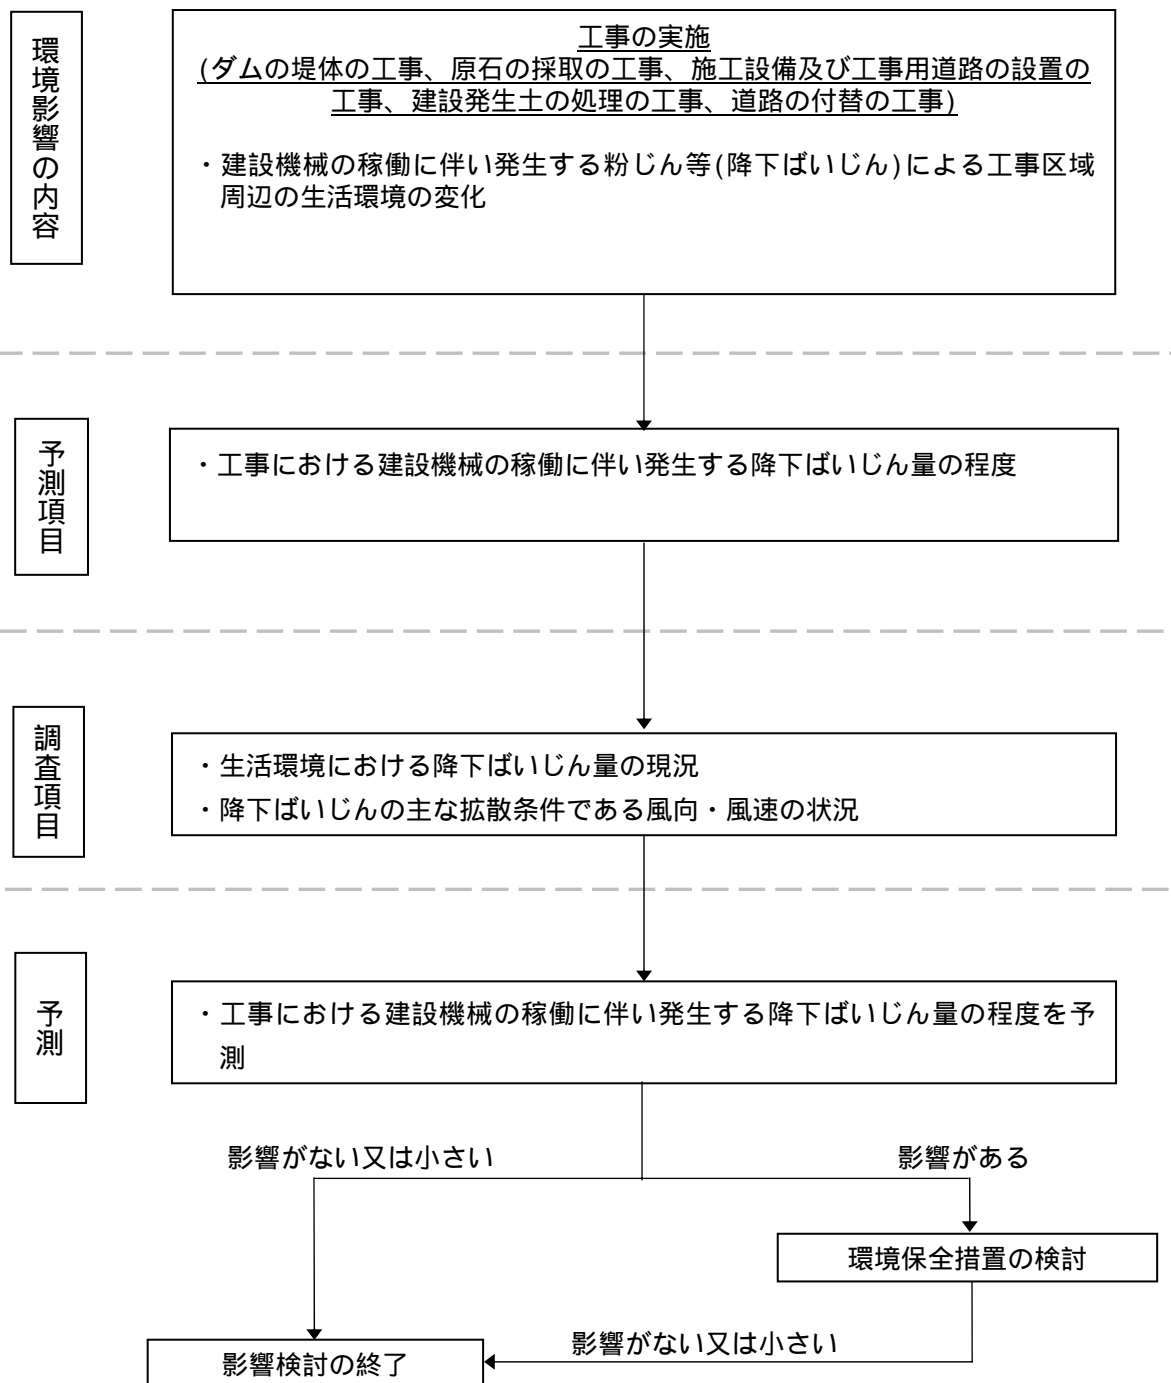 環境影響の内容
工事の実施
(ダムの堤体の工事、原石の採取の工事、施工設備及び工事用道路の設置の
工事、建設発生土の処理の工事、道路の付替の工事)
・建設機械の稼働に伴い発生する粉じん等(降下ばいじん)による工事区域
周辺の生活環境の変化
予測項目
・工事における建設機械の稼働に伴い発生する降下ばいじん量の程度
調査項目
・生活環境における降下ばいじん量の現況
・降下ばいじんの主な拡散条件である風向・風速の状況
予測
・工事における建設機械の稼働に伴い発生する降下ばいじん量の程度を予
測
影響がない又は小さい
影響がある
環境保全措置の検討
影響がない又は小さい
影響検討の終了